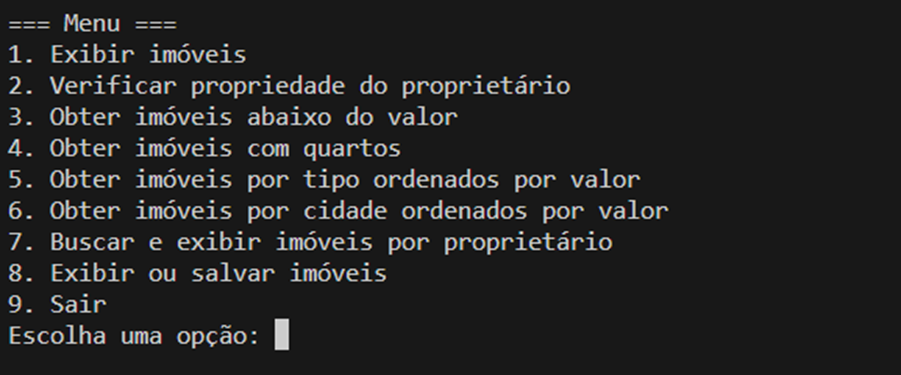 === Menu ===
1. Exibir imóveis
2. Verificar propriedade do proprietário
3. Obter imóveis abaixo do valor
4. Obter imóveis com quartos
5. Obter imóveis por tipo ordenados por valor
6. Obter imóveis por cidade ordenados por valor
7. Buscar e exibir imóveis por proprietário
8. Exibir ou salvar imóveis
9. Sair
Escolha uma opção: